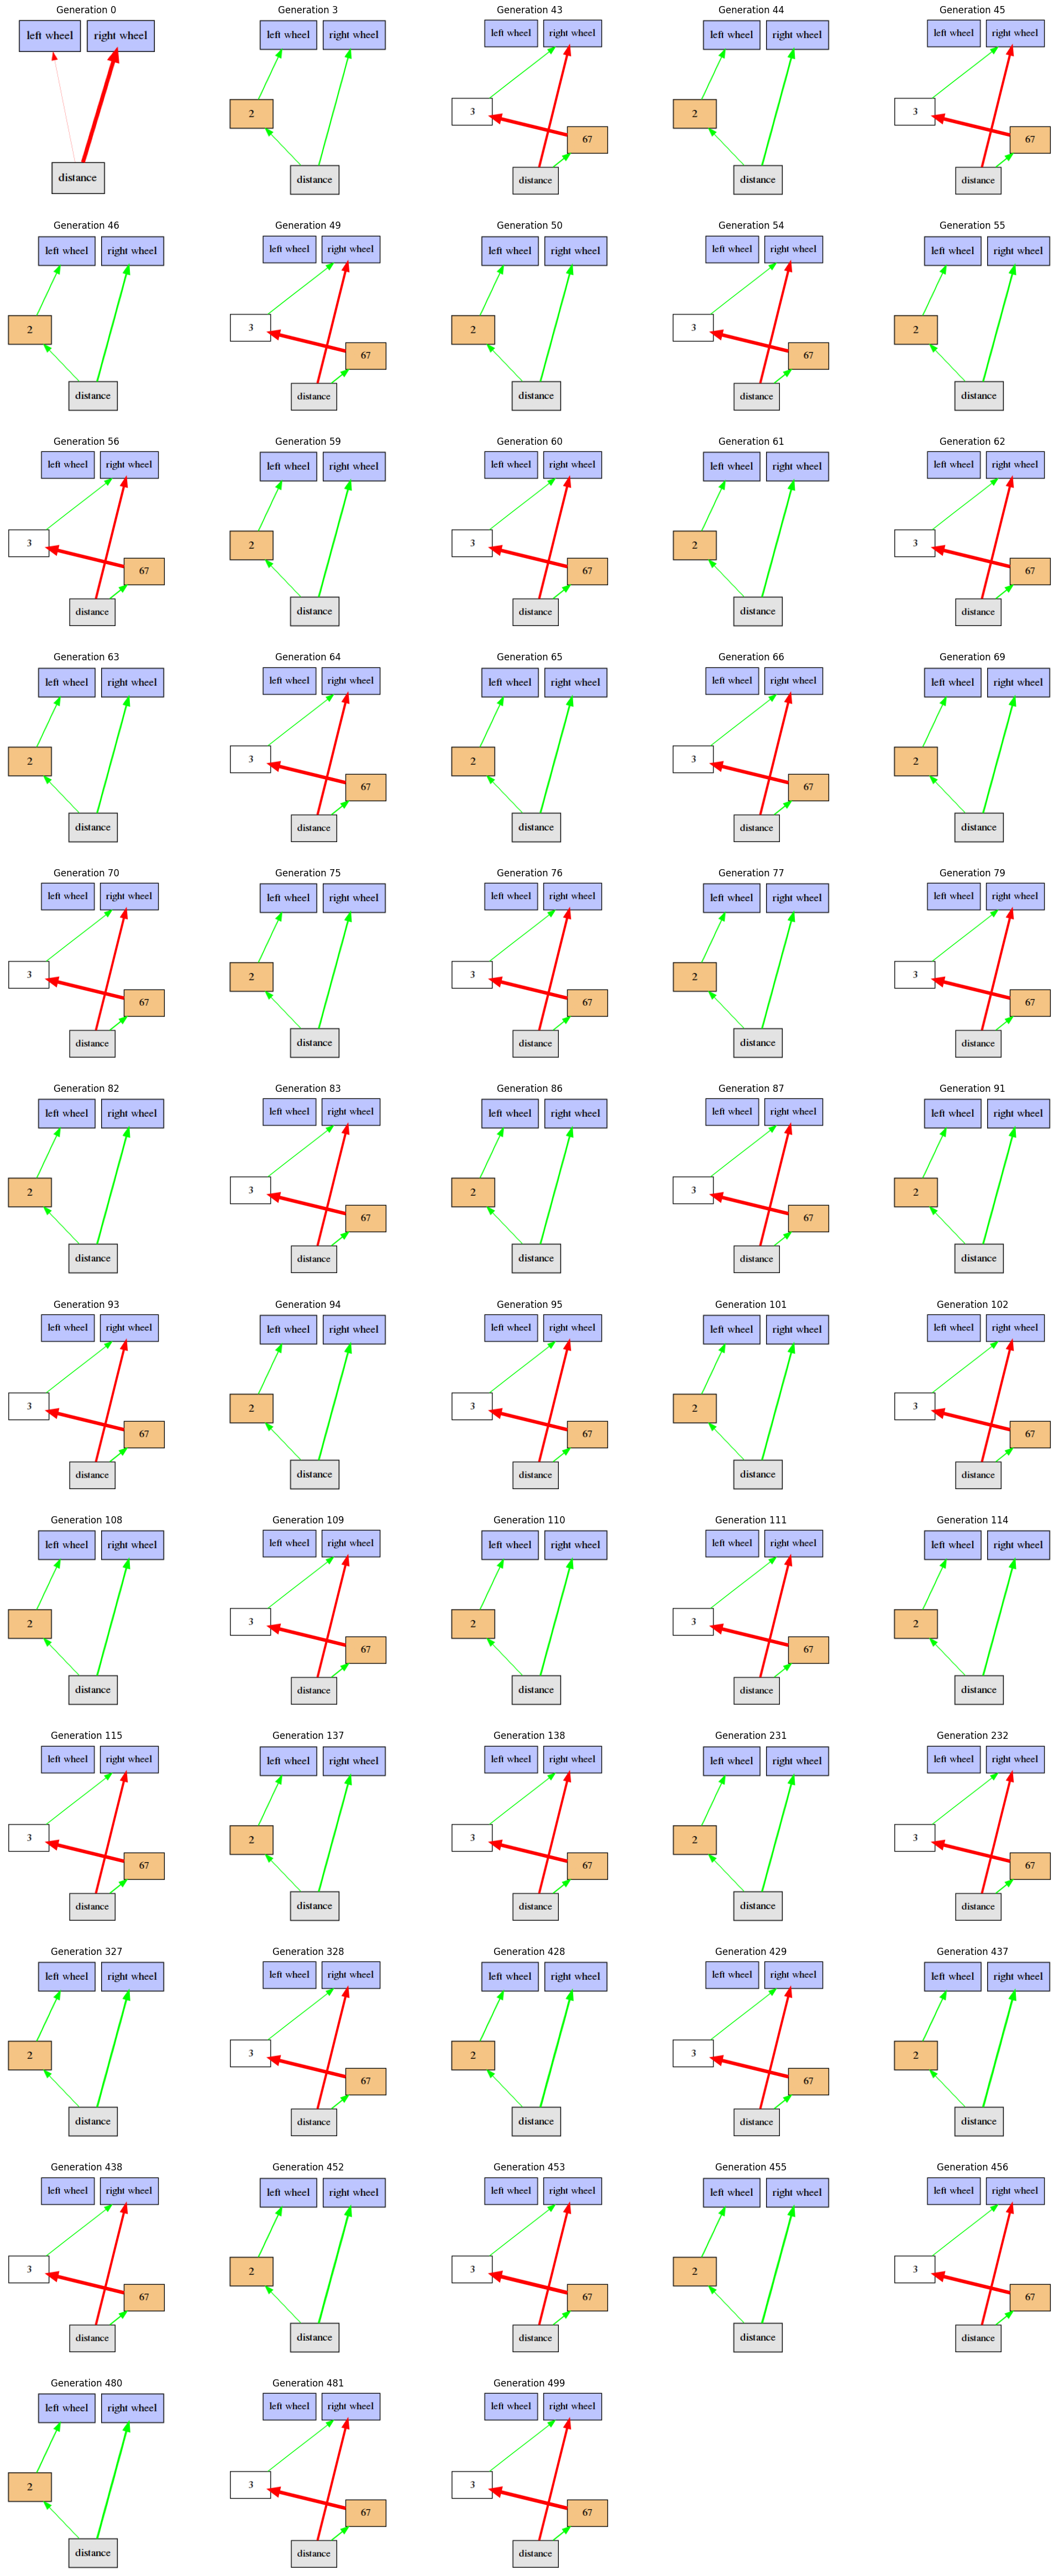 Generation 0 Generation 3 Generation 43 Generation 44 Generation 45
left wheel right wheel left wheel right wheel left wheel right wheel left wheel right wheel left wheel right wheel
2 3 2 3
67 67
distance distance distance distance distance
Generation 46 Generation 49 Generation 50 Generation 54 Generation 55
left wheel right wheel left wheel right wheel left wheel right wheel left wheel right wheel left wheel right wheel
2 3 2 3 2
67 67
distance distance distance distance distance
Generation 56 Generation 59 Generation 60 Generation 61 Generation 62
left wheel right wheel left wheel right wheel left wheel right wheel left wheel right wheel left wheel right wheel
3 2 3 2 3
67 67 67
distance distance distance distance distance
Generation 63 Generation 64 Generation 65 Generation 66 Generation 69
left wheel right wheel left wheel right wheel left wheel right wheel left wheel right wheel left wheel right wheel
2 3 2 3 2
67 67
distance distance distance distance distance
Generation 70 Generation 75 Generation 76 Generation 77 Generation 79
left wheel right wheel left wheel right wheel left wheel right wheel left wheel right wheel left wheel right wheel
3 2 3 2 3
67 67 67
distance distance distance distance distance
Generation 82 Generation 83 Generation 86 Generation 87 Generation 91
left wheel right wheel left wheel right wheel left wheel right wheel left wheel right wheel left wheel right wheel
2 3 2 3 2
67 67
distance distance distance distance distance
Generation 93 Generation 94 Generation 95 Generation 101 Generation 102
left wheel right wheel left wheel right wheel left wheel right wheel left wheel right wheel left wheel right wheel
3 2 3 2 3
67 67 67
distance distance distance distance distance
Generation 108 Generation 109 Generation 110 Generation 111 Generation 114
left wheel right wheel left wheel right wheel left wheel right wheel left wheel right wheel left wheel right wheel
2 3 2 3 2
67 67
distance distance distance distance distance
Generation 115 Generation 137 Generation 138 Generation 231 Generation 232
left wheel right wheel left wheel right wheel left wheel right wheel left wheel right wheel left wheel right wheel
3 2 3 2 3
67 67 67
distance distance distance distance distance
Generation 327 Generation 328 Generation 428 Generation 429 Generation 437
left wheel right wheel left wheel right wheel left wheel right wheel left wheel right wheel left wheel right wheel
2 3 2 3 2
67 67
distance distance distance distance distance
Generation 438 Generation 452 Generation 453 Generation 455 Generation 456
left wheel right wheel left wheel right wheel left wheel right wheel left wheel right wheel left wheel right wheel
3 2 3 2 3
67 67 67
distance distance distance distance distance
Generation 480 Generation 481 Generation 499
left wheel right wheel left wheel right wheel left wheel right wheel
2 3 3
67 67
distance distance distance